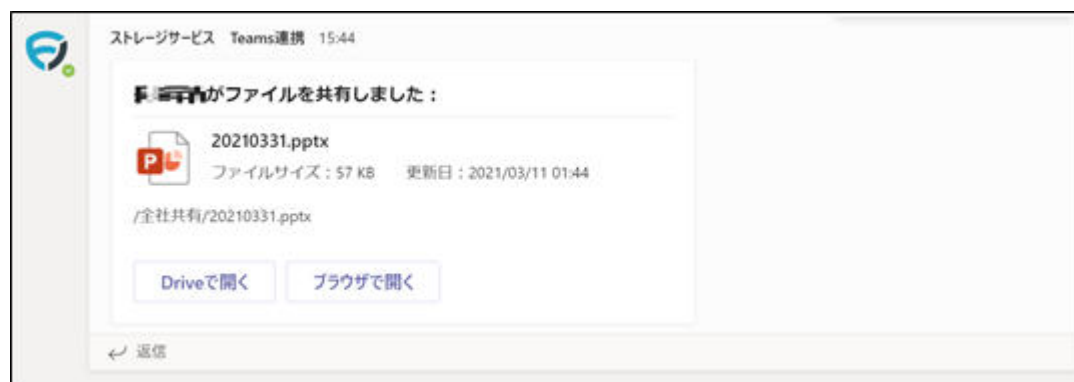 ストレージサービス Teams連携 15:44
がファイルを共有しました：
20210331.pptx
ファイルサイズ：57 KB 更新日：2021/03/11 01:44
/全社共有/20210331.pptx
Driveで開く ブラウザで開く
返信